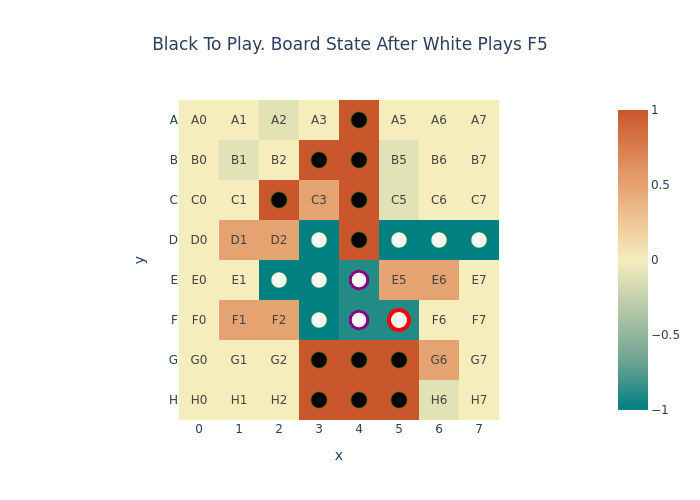 Black To Play. Board State After White Plays F5
A A0 A1 A2 A3 A5 A6 A7
B B0 B1 B2 B5 B6 B7
C C0 C1 C3 C5 C6 C7
D D0 D1 D2
E E0 E1 E5 E6 E7
F F0 F1 F2 F6 F7
G G0 G1 G2 G6 G7
H H0 H1 H2 H6 H7
0 1 2 3 4 5 6 7
x
y
1
0.5
0
−0.5
−1